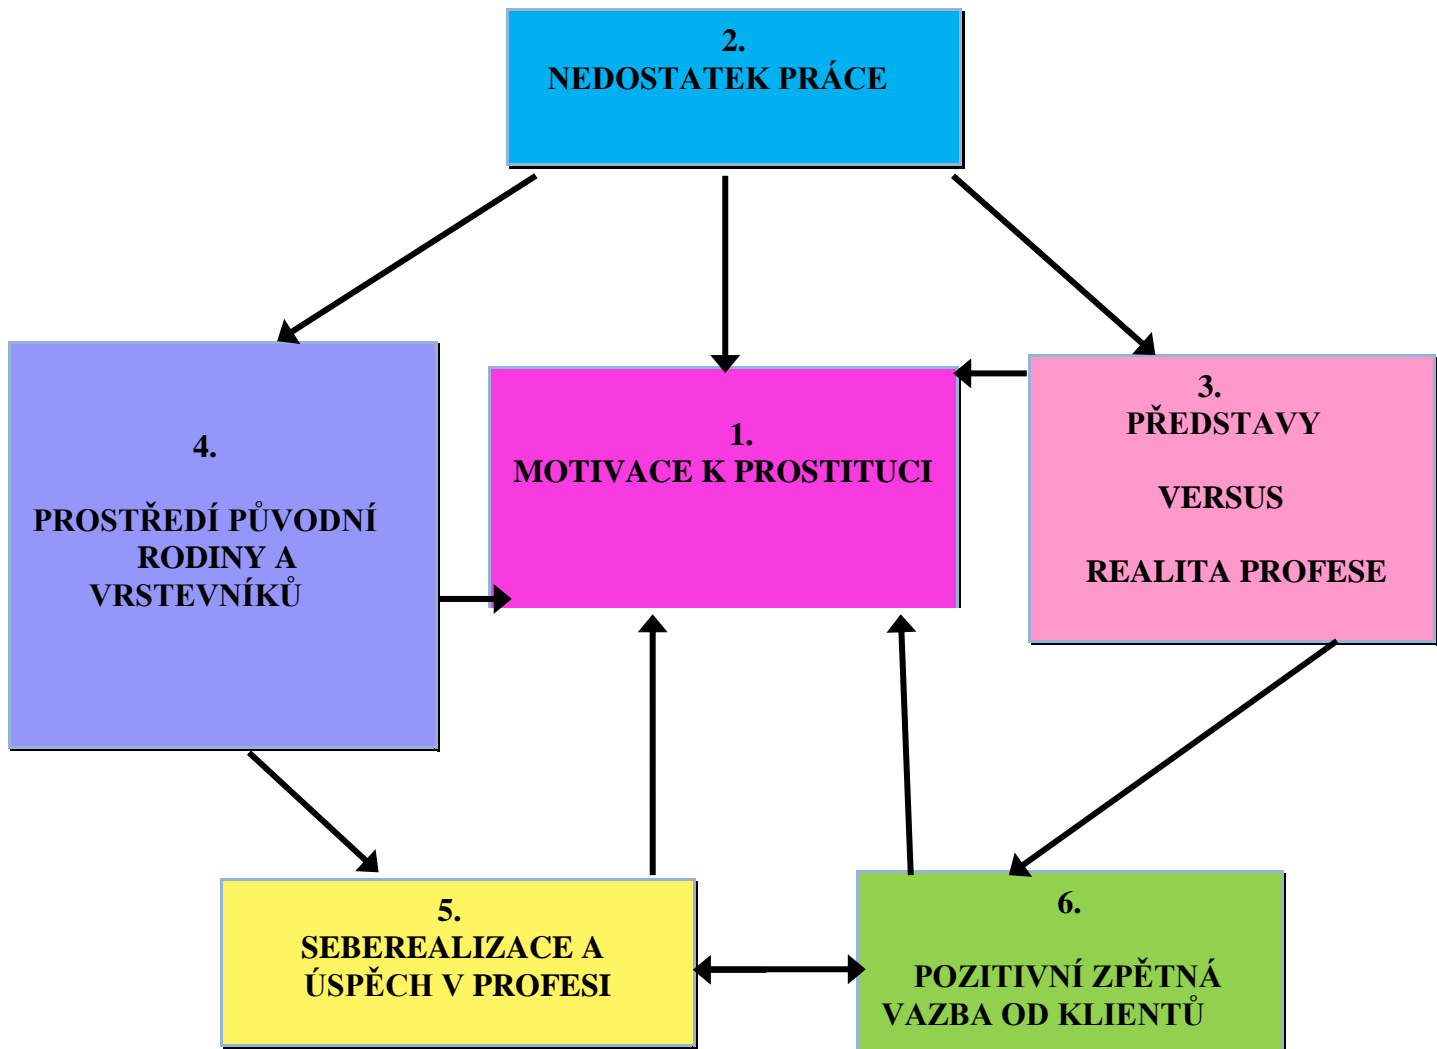 2.
NEDOSTATEK PRÁCE
4.
PROSTŘEDÍ PŮVODNÍ
RODINY A
VRSTEVNÍKŮ
1.
MOTIVACE K PROSTITUCI
3.
PŘEDSTAVY
VERSUS
REALITA PROFESE
5.
SEBEREALIZACE A
ÚSPĚCH V PROFESI
6.
POZITIVNÍ ZPĚTNÁ
VAZBA OD KLIENTŮ